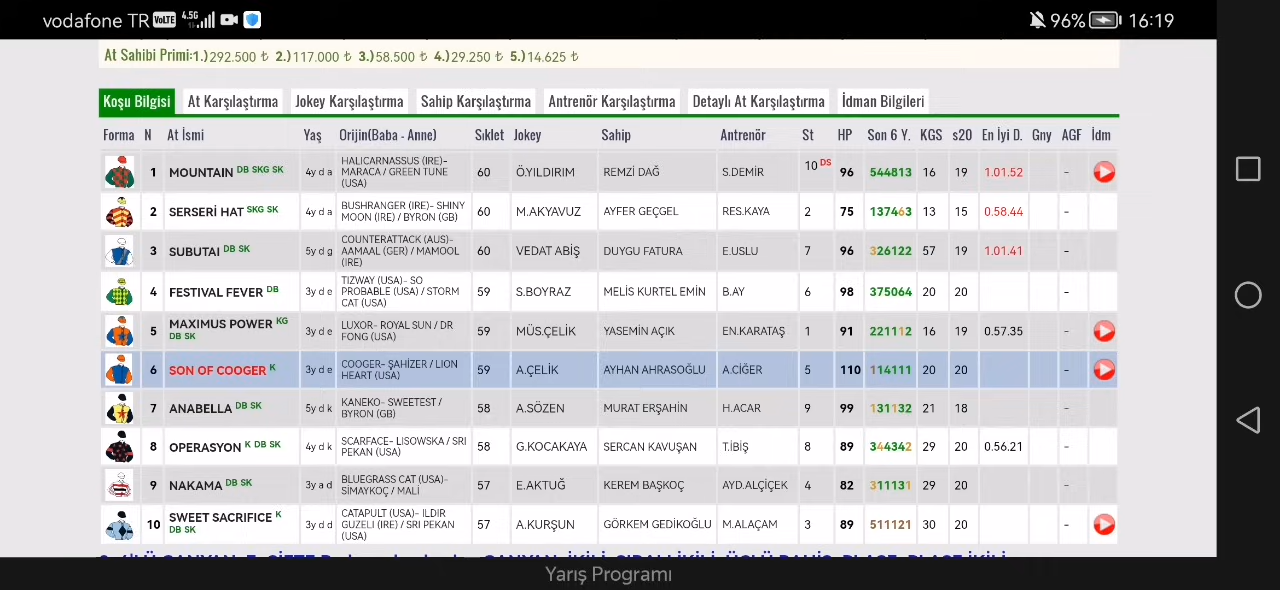 vodafone TR VoLTE 4.5G 96% 16:19
At Sahibi Primi:1.)292.500 ₺ 2.)117.000 ₺ 3.)58.500 ₺ 4.)29.250 ₺ 5.)14.625 ₺
Koşu Bilgisi At Karşılaştırma Jokey Karşılaştırma Sahip Karşılaştırma Antrenör Karşılaştırma Detaylı At Karşılaştırma İdman Bilgileri
Forma N At İsmi Yaş Orijin(Baba - Anne) Sıklet Jokey Sahip Antrenör St HP Son 6 Y. KGS s20 En İyi D. Gny AGF İdm
1 MOUNTAIN DB SKG SK 4y d a HALICARNASSUS (IRE)- MARACA / GREEN TUNE (USA) 60 Ö.YILDIRIM REMZİ DAĞ S.DEMİR 10 DS 96 544813 16 19 1.01.52 -
2 SERSERİ HAT SKG SK 4y d a BUSHRANGER (IRE)- SHINY MOON (IRE) / BYRON (GB) 60 M.AKYAVUZ AYFER GEÇGEL RES.KAYA 2 75 137463 13 15 0.58.44 -
3 SUBUTAI DB SK 5y d g COUNTERATTACK (AUS)- AAMAAL (GER) / MAMOOL (IRE) 60 VEDAT ABİŞ DUYGU FATURA E.USLU 7 96 326122 57 19 1.01.41 -
4 FESTIVAL FEVER DB 3y d e TIZWAY (USA)- SO PROBABLE (USA) / STORM CAT (USA) 59 S.BOYRAZ MELİS KURTEL EMİN B.AY 6 98 375064 20 20 -
5 MAXIMUS POWER KG DB SK 3y d e LUXOR- ROYAL SUN / DR FONG (USA) 59 MÜS.ÇELİK YASEMİN AÇIK EN.KARATAŞ 1 91 221112 16 19 0.57.35 -
6 SON OF COOGER K 3y d e COOGER- ŞAHİZER / LION HEART (USA) 59 A.ÇELİK AYHAN AHRASOĞLU A.CİĞER 5 110 114111 20 20 -
7 ANABELLA DB SK 5y d k KANEKO- SWEETEST / BYRON (GB) 58 A.SÖZEN MURAT ERŞAHİN H.ACAR 9 99 131132 21 18 -
8 OPERASYON K DB SK 4y d k SCARFACE- LISOWSKA / SRI PEKAN (USA) 58 G.KOCAKAYA SERCAN KAVUŞAN T.İBİŞ 8 89 344342 29 20 0.56.21 -
9 NAKAMA DB SK 3y a d BLUEGRASS CAT (USA)- SİMAYKOÇ / MALİ 57 E.AKTUĞ KEREM BAŞKOÇ AYD.ALÇİÇEK 4 82 311131 29 20 -
10 SWEET SACRIFICE K DB SK 3y d d CATAPULT (USA)- ILDIR GÜZELİ (IRE) / SRI PEKAN (USA) 57 A.KURŞUN GÖRKEM GEDİKOĞLU M.ALAÇAM 3 89 511121 30 20 -
Yarış Programı